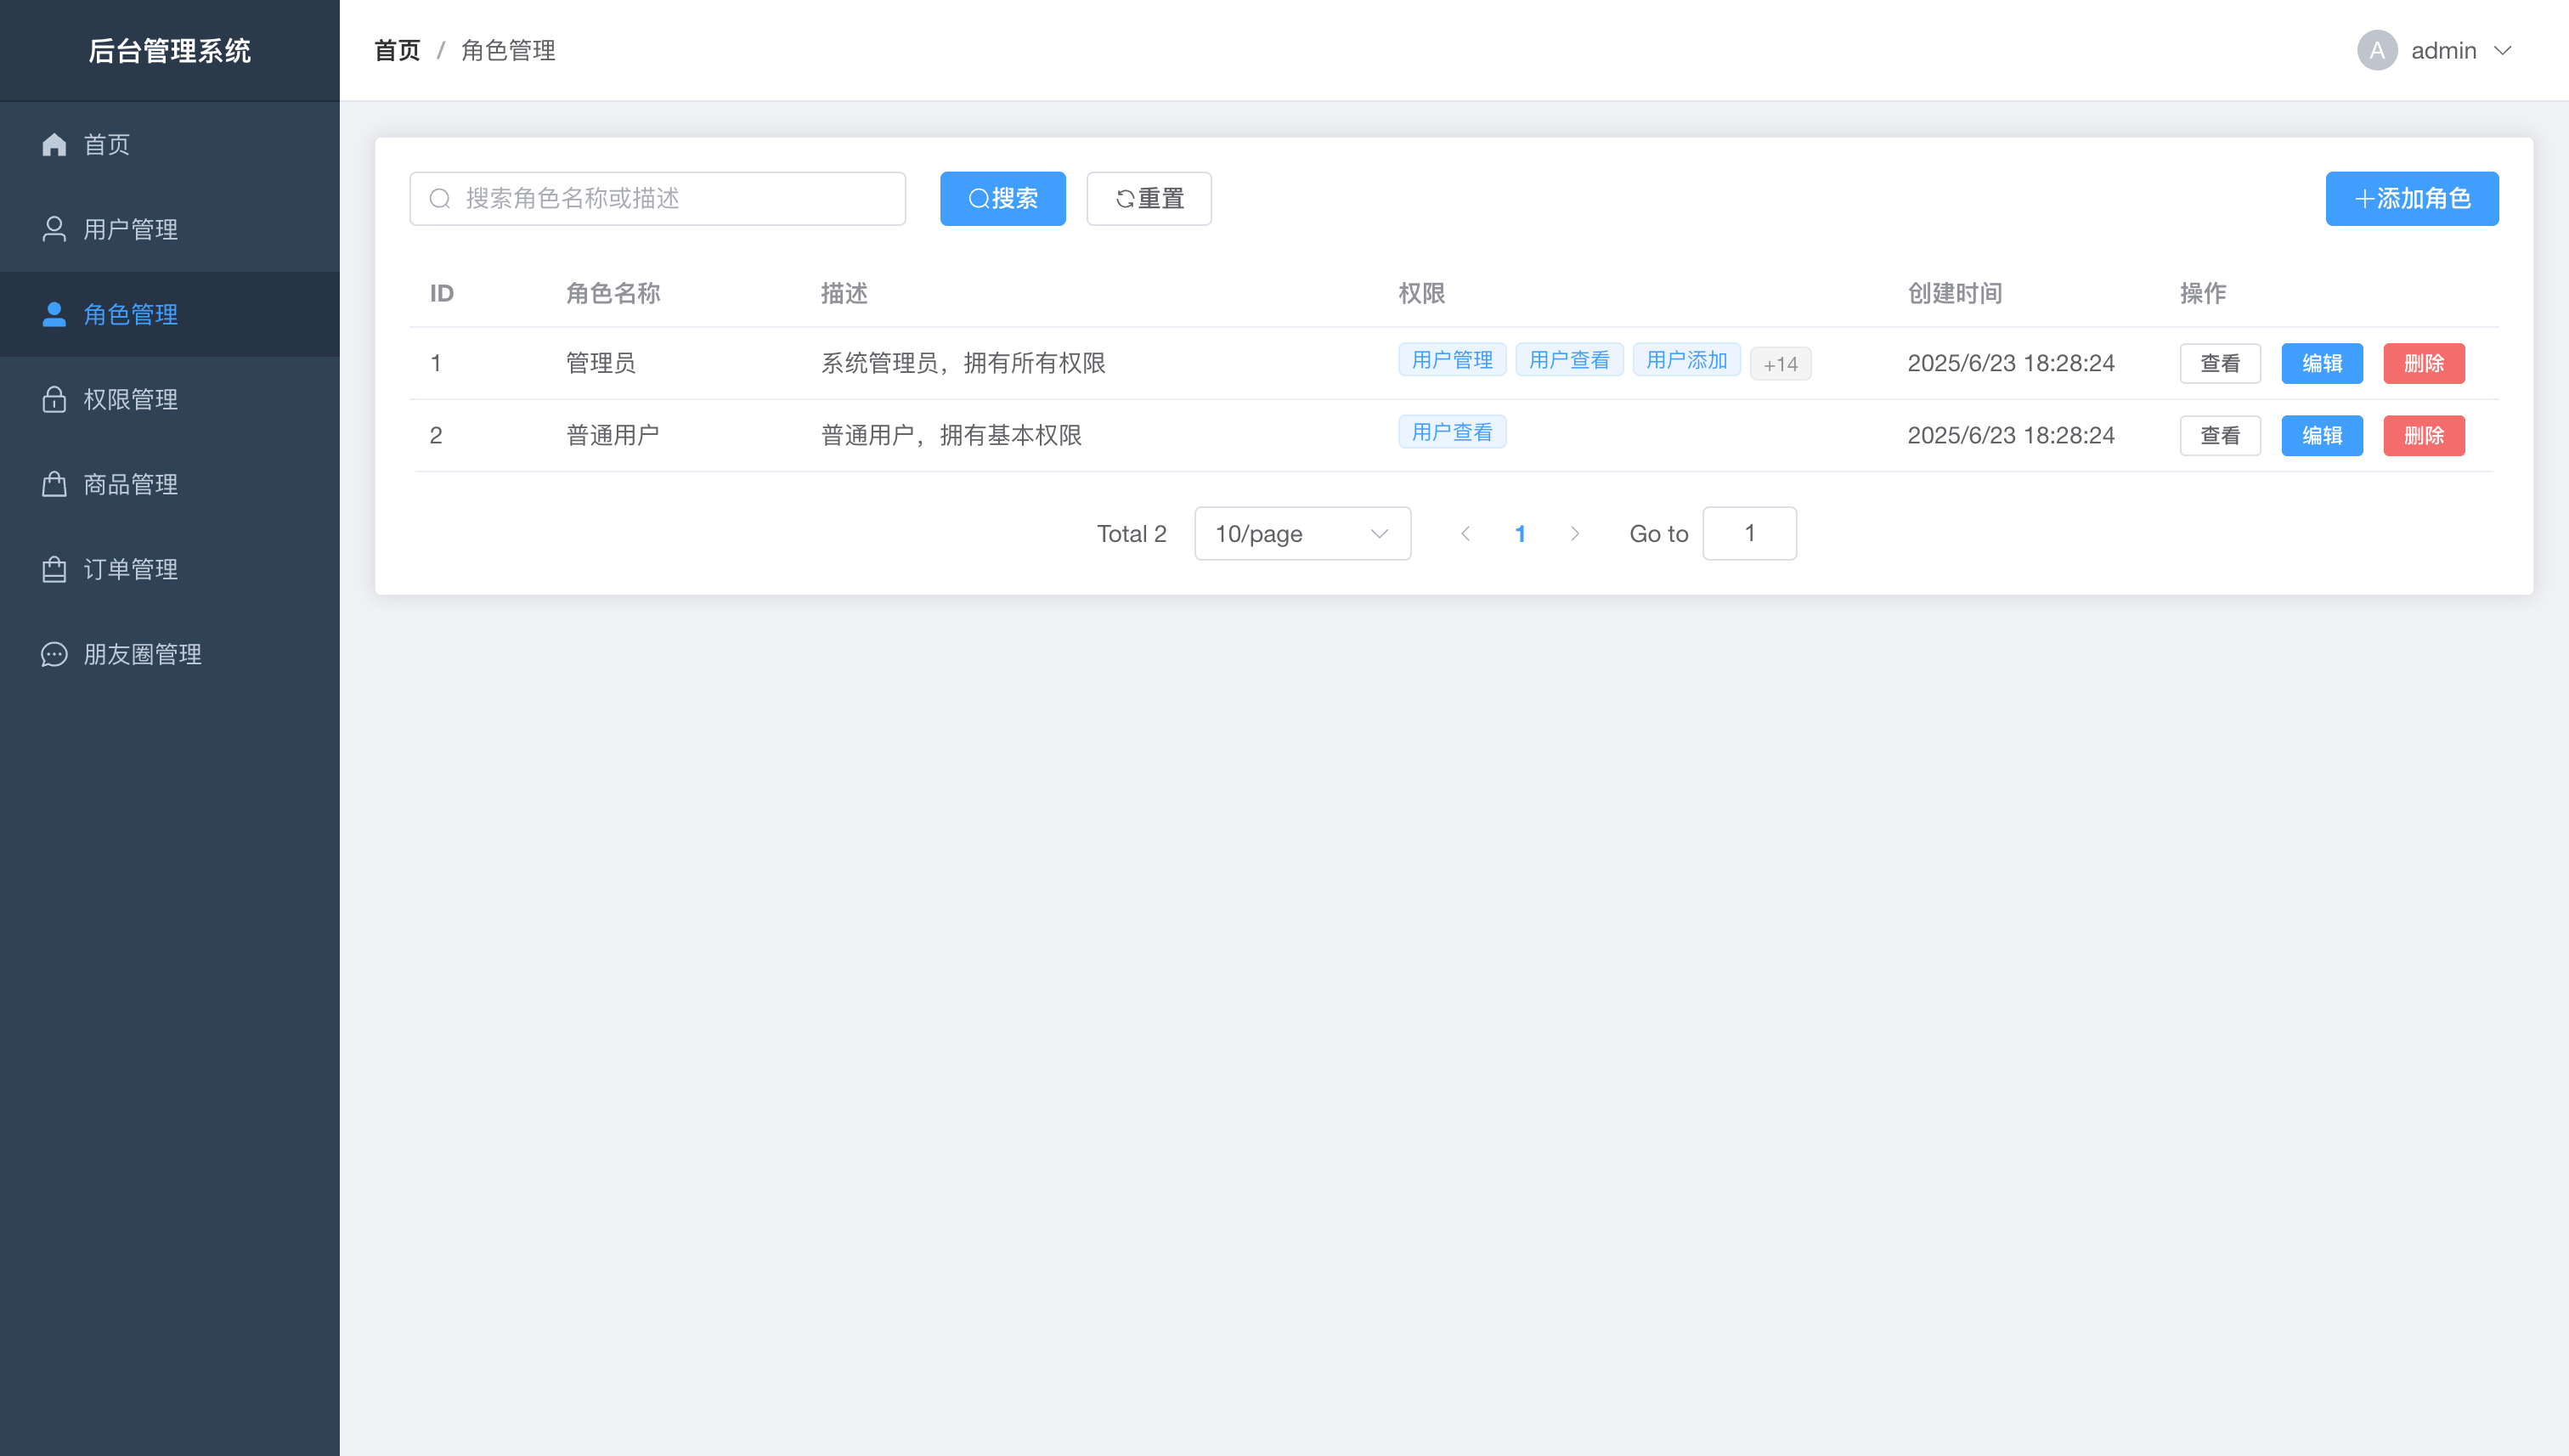 后台管理系统
首页
用户管理
角色管理
权限管理
商品管理
订单管理
朋友圈管理
首页 / 角色管理
A admin
搜索角色名称或描述 搜索 重置 +添加角色
ID 角色名称 描述 权限 创建时间 操作
1 管理员 系统管理员，拥有所有权限 用户管理 用户查看 用户添加 +14 2025/6/23 18:28:24 查看 编辑 删除
2 普通用户 普通用户，拥有基本权限 用户查看 2025/6/23 18:28:24 查看 编辑 删除
Total 2 10/page 1 Go to 1